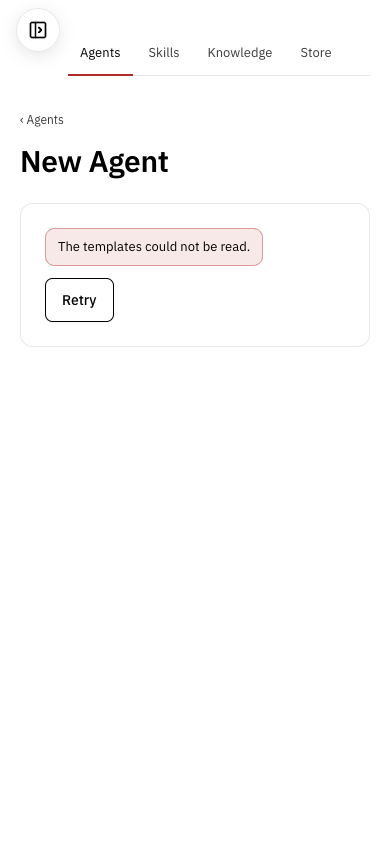 Agents Skills Knowledge Store
‹ Agents
New Agent
The templates could not be read.
Retry